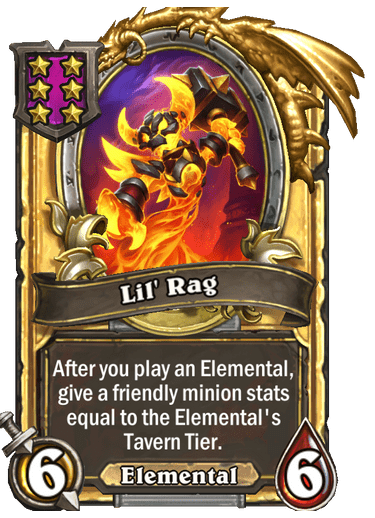 Lil' Rag
After you play an Elemental,
give a friendly minion stats
equal to the Elemental's
Tavern Tier.
6
Elemental
6